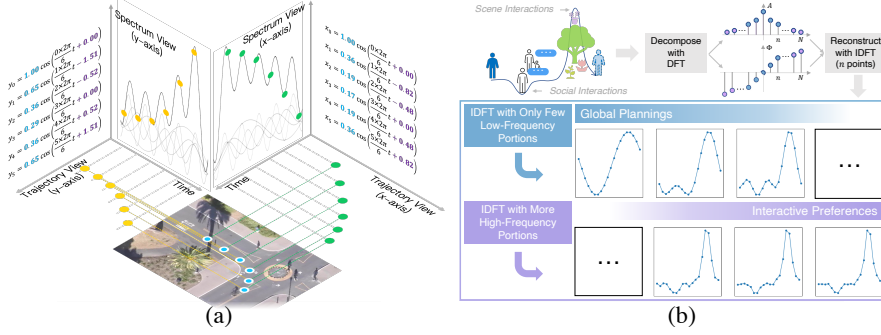 Spectrum View
(y-axis)
Spectrum View
(x-axis)
y₀ = 1.00 cos(0×2π/6 t + 0.00)
y₁ = 0.65 cos(1×2π/6 t − 1.51)
y₂ = 0.36 cos(2×2π/6 t − 0.52)
y₃ = 0.29 cos(3×2π/6 t + 0.00)
y₄ = 0.36 cos(4×2π/6 t + 0.52)
y₅ = 0.65 cos(5×2π/6 t + 1.51)
x₀ = 1.00 cos(0×2π/6 t + 0.00)
x₁ = 0.36 cos(1×2π/6 t − 0.82)
x₂ = 0.19 cos(2×2π/6 t − 0.48)
x₃ = 0.17 cos(3×2π/6 t + 0.00)
x₄ = 0.19 cos(4×2π/6 t + 0.48)
x₅ = 0.36 cos(5×2π/6 t + 0.82)
Trajectory View
(y-axis)
Time
Time
Trajectory View
(x-axis)
(a)
Scene Interactions
Social Interactions
Decompose
with
DFT
A
n
N
Φ
n
N
Reconstruct
with IDFT
(n points)
IDFT with Only Few
Low-Frequency
Portions
Global Plannings
...
IDFT with More
High-Frequency
Portions
Interactive Preferences
...
(b)